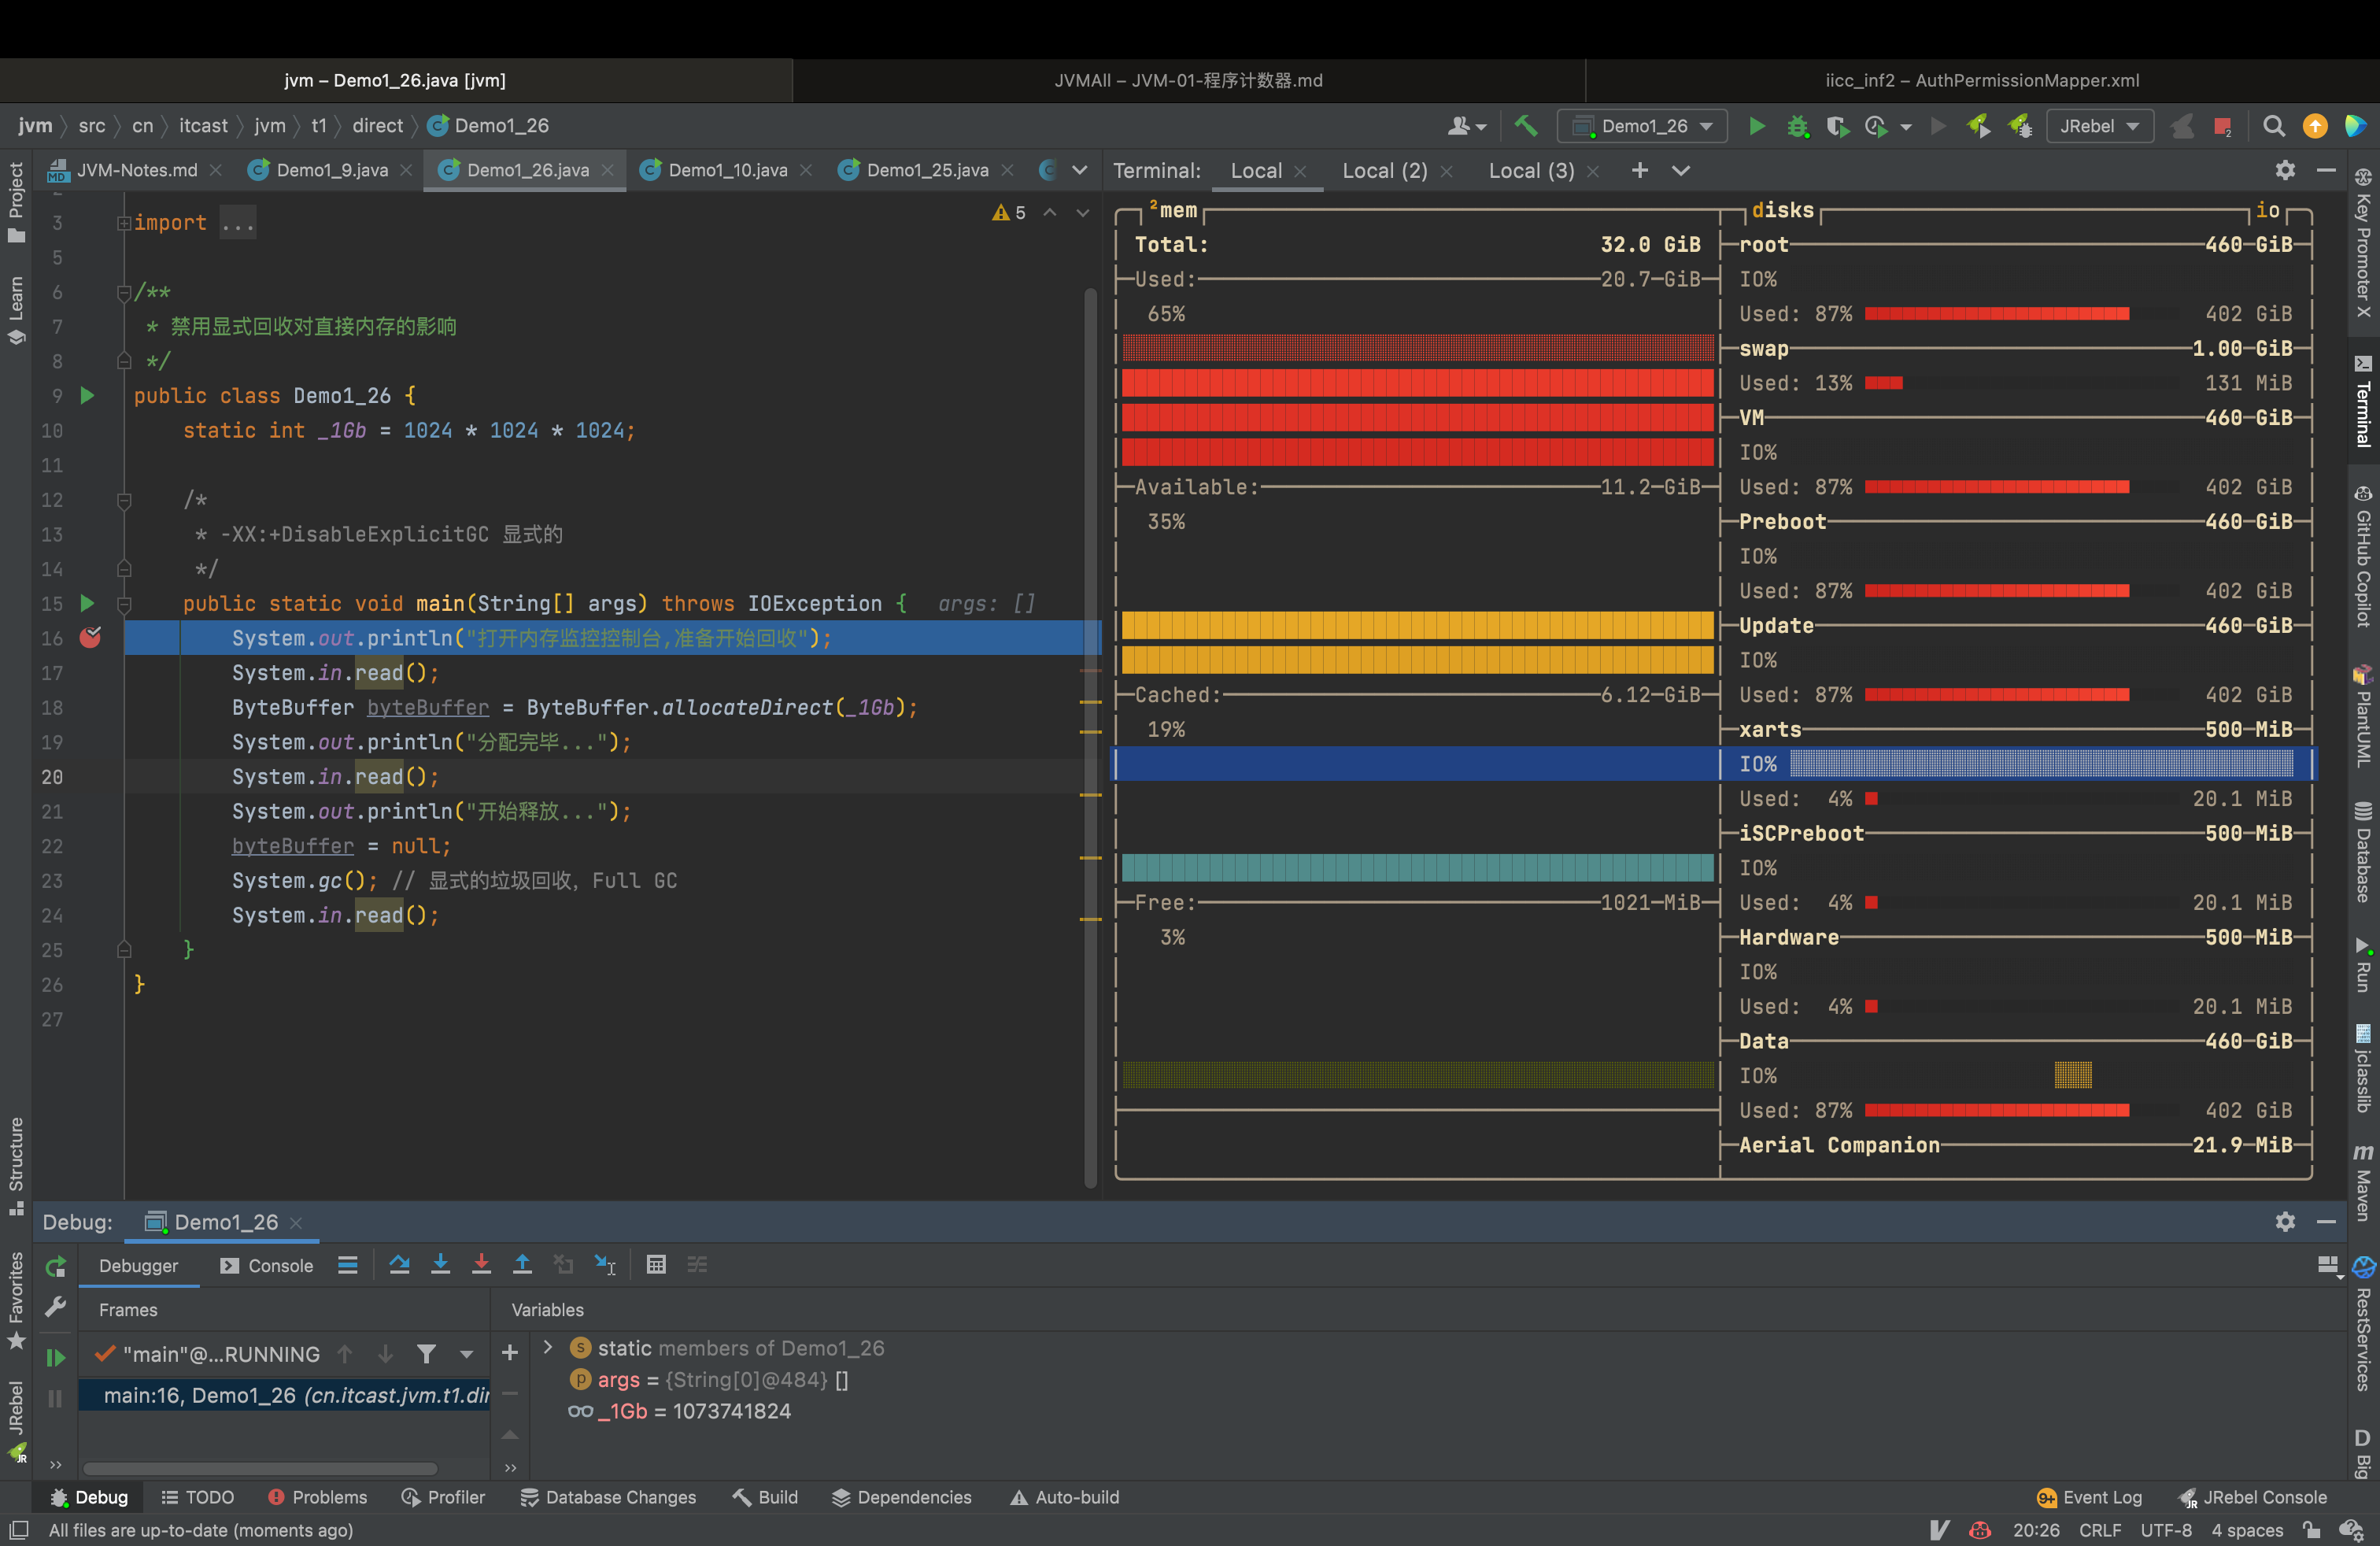 jvm – Demo1_26.java [jvm]
JVMAll – JVM-01-程序计数器.md
iicc_inf2 – AuthPermissionMapper.xml
jvm src cn itcast jvm t1 direct Demo1_26
Demo1_26
JRebel
JVM-Notes.md
Demo1_9.java
Demo1_26.java
Demo1_10.java
Demo1_25.java
Terminal: Local Local (2) Local (3)
Project
Learn
Structure
Favorites
JRebel
5
3 import ...
5
6 /**
7 * 禁用显式回收对直接内存的影响
8 */
9 public class Demo1_26 {
10 static int _1Gb = 1024 * 1024 * 1024;
11
12 /*
13 * -XX:+DisableExplicitGC 显式的
14 */
15 public static void main(String[] args) throws IOException { args: []
16 System.out.println("打开内存监控控制台,准备开始回收");
17 System.in.read();
18 ByteBuffer byteBuffer = ByteBuffer.allocateDirect(_1Gb);
19 System.out.println("分配完毕...");
20 System.in.read();
21 System.out.println("开始释放...");
22 byteBuffer = null;
23 System.gc(); // 显式的垃圾回收, Full GC
24 System.in.read();
25 }
26 }
27
2mem
Total: 32.0 GiB
Used: 20.7 GiB
65%
Available: 11.2 GiB
35%
Cached: 6.12 GiB
19%
Free: 1021 MiB
3%
disks io
root 460 GiB
IO%
Used: 87% 402 GiB
swap 1.00 GiB
Used: 13% 131 MiB
VM 460 GiB
IO%
Used: 87% 402 GiB
Preboot 460 GiB
IO%
Used: 87% 402 GiB
Update 460 GiB
IO%
Used: 87% 402 GiB
xarts 500 MiB
IO%
Used: 4% 20.1 MiB
iSCPreboot 500 MiB
IO%
Used: 4% 20.1 MiB
Hardware 500 MiB
IO%
Used: 4% 20.1 MiB
Data 460 GiB
IO%
Used: 87% 402 GiB
Aerial Companion 21.9 MiB
Key Promoter X
Terminal
GitHub Copilot
PlantUML
Database
Run
jclasslib
Maven
RestServices
Big
Debug: Demo1_26
Debugger Console
Frames
Variables
"main"@...RUNNING
main:16, Demo1_26 (cn.itcast.jvm.t1.dir
static members of Demo1_26
args = {String[0]@484} []
_1Gb = 1073741824
Debug TODO Problems Profiler Database Changes Build Dependencies Auto-build
9+ Event Log JRebel Console
All files are up-to-date (moments ago)
20:26 CRLF UTF-8 4 spaces